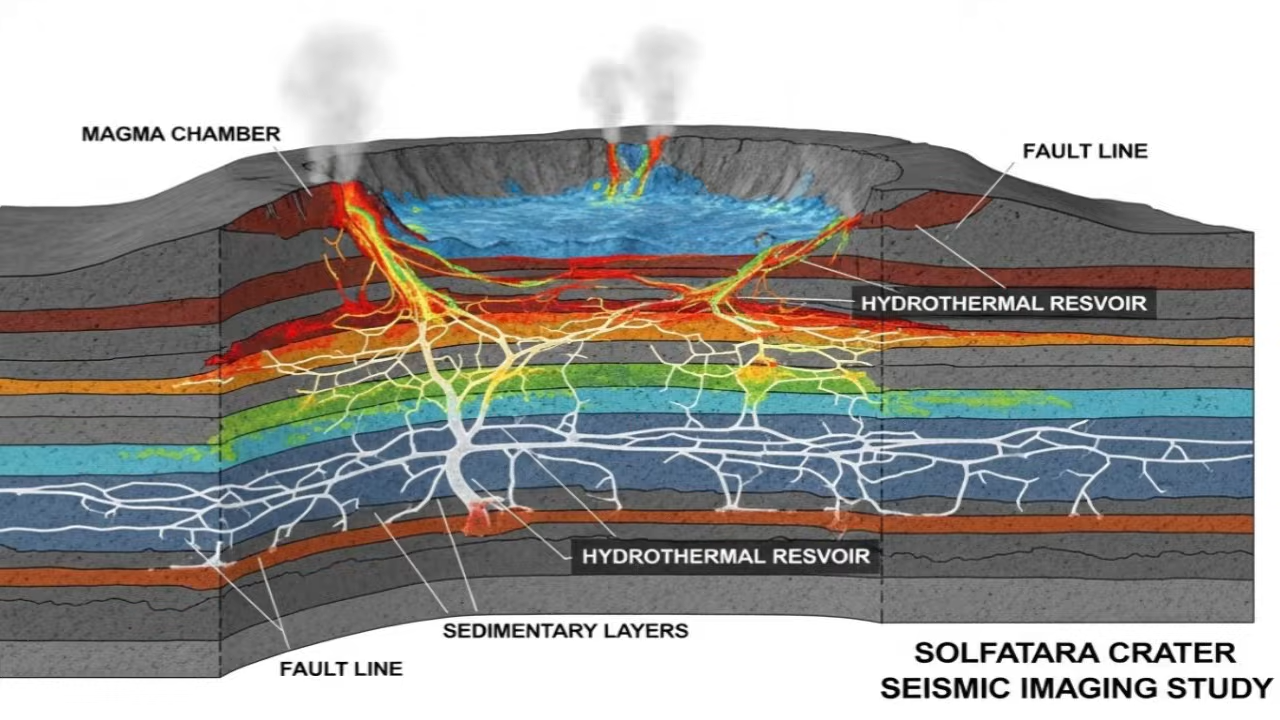 MAGMA CHAMBER
FAULT LINE
HYDROTHERMAL RESVOIR
HYDROTHERMAL RESVOIR
SEDIMENTARY LAYERS
FAULT LINE
SOLFATARA CRATER
SEISMIC IMAGING STUDY